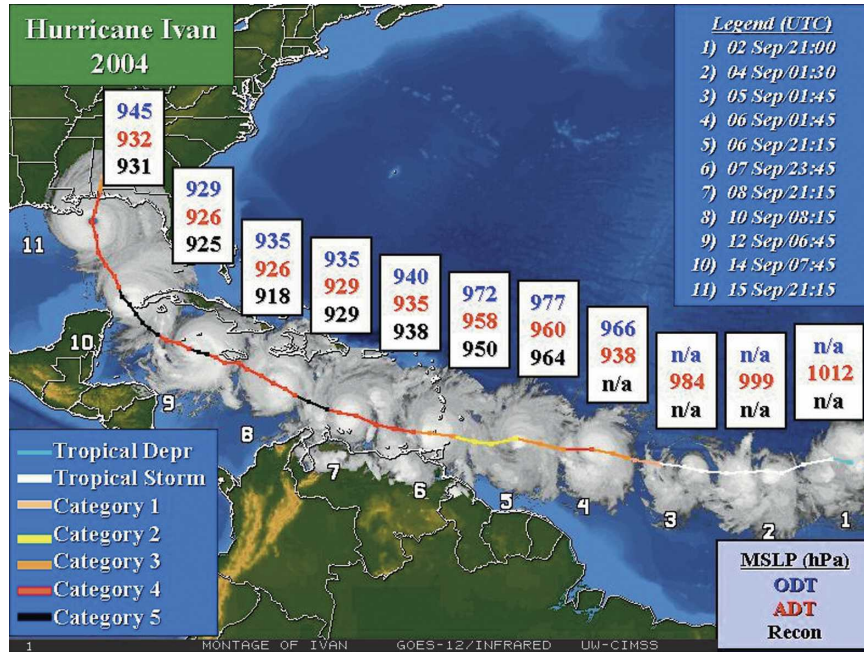 Hurricane Ivan
2004
Legend (UTC)
1) 02 Sep/21:00
2) 04 Sep/01:30
3) 05 Sep/01:45
4) 06 Sep/01:45
5) 06 Sep/21:15
6) 07 Sep/23:45
7) 08 Sep/21:15
8) 10 Sep/08:15
9) 12 Sep/06:45
10) 14 Sep/07:45
11) 15 Sep/21:15
945
932
931
929
926
925
935
926
918
935
929
929
940
935
938
972
958
950
977
960
964
966
938
n/a
n/a
984
n/a
n/a
999
n/a
n/a
1012
n/a
11
10
9
8
7
6
5
4
3
2
1
Tropical Depr
Tropical Storm
Category 1
Category 2
Category 3
Category 4
Category 5
MSLP (hPa)
ODT
ADT
Recon
1 MONTAGE OF IVAN GOES-12/INFRARED UW-CIMSS